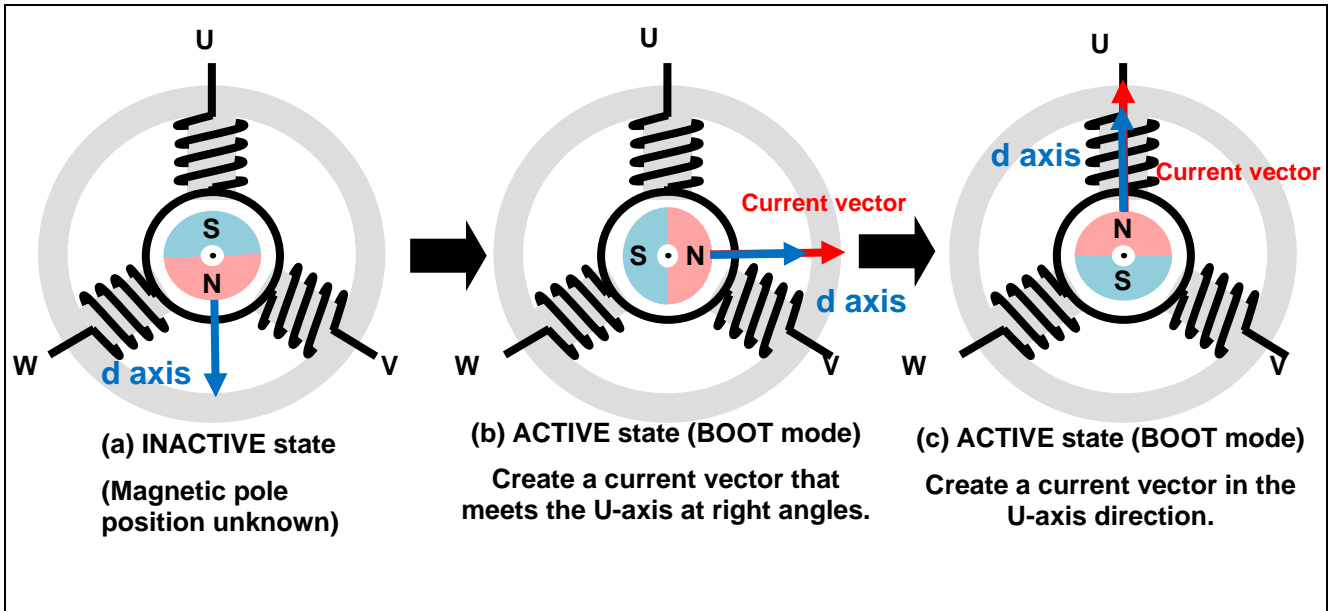 U
S
N
W
V
d axis
(a) INACTIVE state
(Magnetic pole
position unknown)
U
S
N
Current vector
d axis
W
V
(b) ACTIVE state (BOOT mode)
Create a current vector that
meets the U-axis at right angles.
U
d axis
Current vector
N
S
W
V
(c) ACTIVE state (BOOT mode)
Create a current vector in the
U-axis direction.